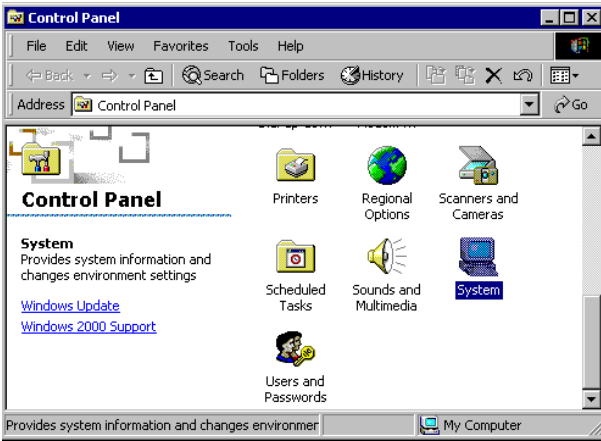 Control Panel
File Edit View Favorites Tools Help
Back Search Folders History
Address Control Panel Go
Control Panel
System
Provides system information and
changes environment settings
Windows Update
Windows 2000 Support
Printers
Regional
Options
Scanners and
Cameras
Scheduled
Tasks
Sounds and
Multimedia
System
Users and
Passwords
Provides system information and changes environmer
My Computer